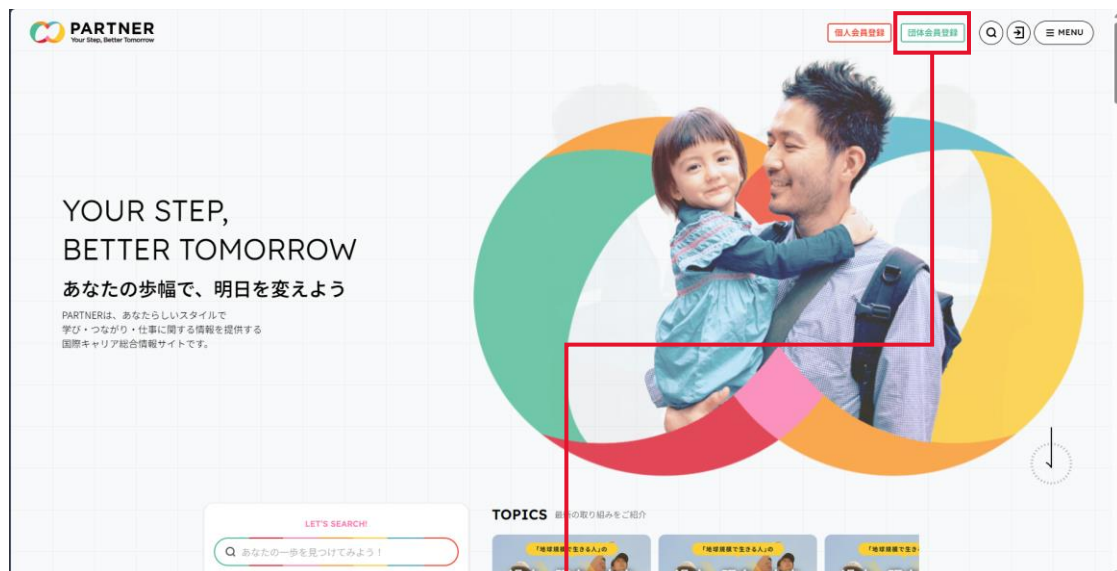 PARTNER
Your Step, Better Tomorrow
個人会員登録
団体会員登録
MENU
YOUR STEP,
BETTER TOMORROW
あなたの歩幅で、明日を変えよう
PARTNERは、あなたらしいスタイルで
学び・つながり・仕事に関する情報を提供する
国際キャリア総合情報サイトです。
LET'S SEARCH!
あなたの一歩を見つけてみよう!
TOPICS 最新の取り組みをご紹介
「地球規模で生きる人」の
「地球規模で生きる人」の
「地球規模で生き